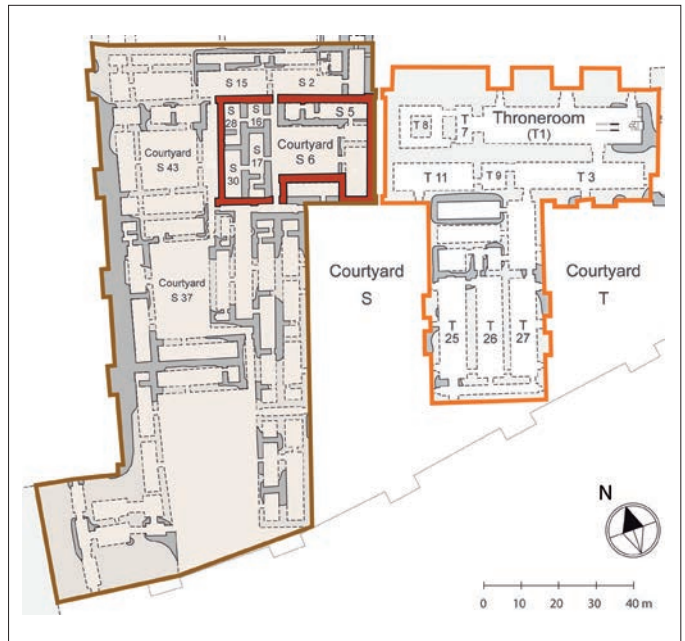 S 15
S 2
S 28
S 16
S 5
Courtyard
S 6
S 17
S 30
Courtyard
S 43
Courtyard
S 37
Throneroom
(T1)
T 8
T 7
T 11
T 9
T 3
Courtyard
S
Courtyard
T
T 25
T 26
T 27
N
0 10 20 30 40 m